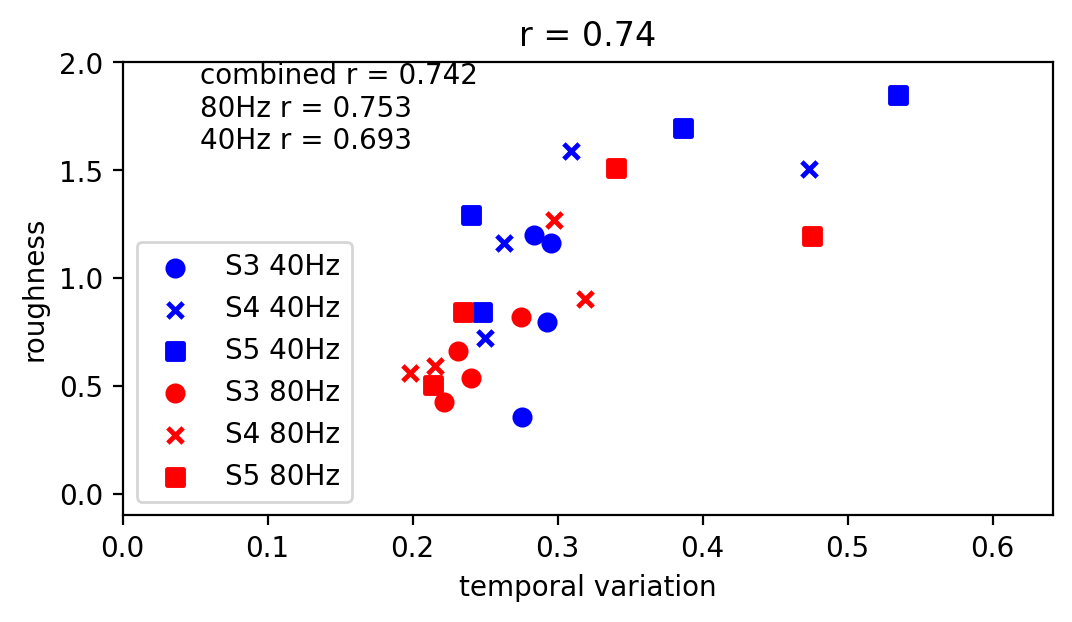 r = 0.74
combined r = 0.742
80Hz r = 0.753
40Hz r = 0.693
2.0
1.5
1.0
0.5
0.0
roughness
S3 40Hz
S4 40Hz
S5 40Hz
S3 80Hz
S4 80Hz
S5 80Hz
0.0 0.1 0.2 0.3 0.4 0.5 0.6
temporal variation